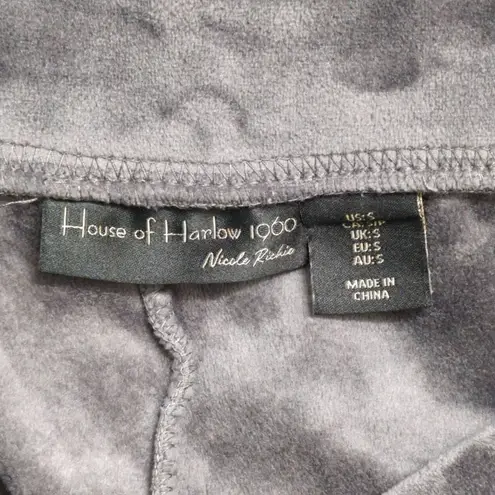 House of Harlow 1960
Nicole Richie
US:S
UK:S
EU:S
AU:S
MADE IN
CHINA